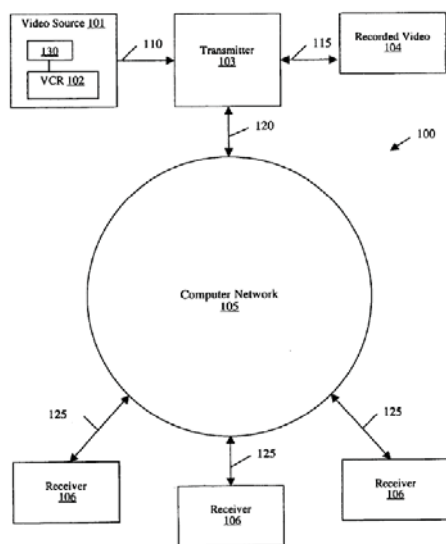 Video Source 101
130
VCR 102
110
Transmitter
103
115
Recorded Video
104
120
100
Computer Network
105
125
125
125
Receiver
106
Receiver
106
Receiver
106